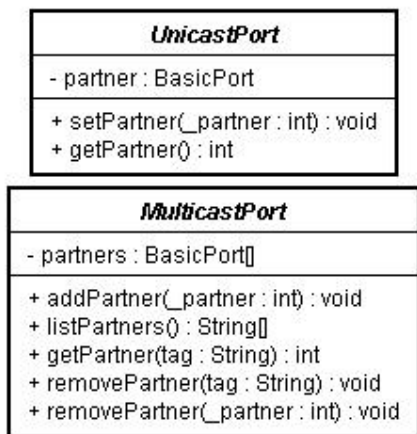 UnicastPort
- partner : BasicPort
+ setPartner(_partner : int) : void
+ getPartner() : int
MulticastPort
- partners : BasicPort[]
+ addPartner(_partner : int) : void
+ listPartners() : String[]
+ getPartner(tag : String) : int
+ removePartner(tag : String) : void
+ removePartner(_partner : int) : void